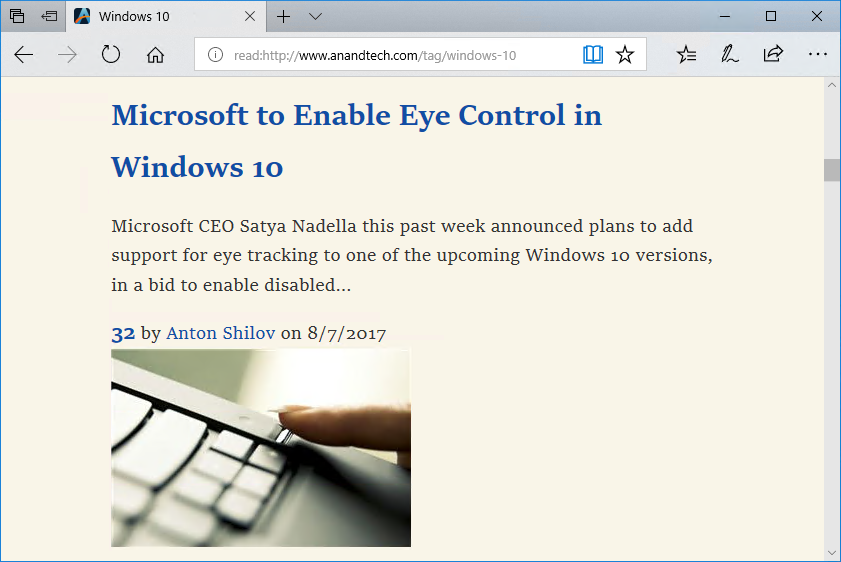 Windows 10
read:http://www.anandtech.com/tag/windows-10
Microsoft to Enable Eye Control in
Windows 10
Microsoft CEO Satya Nadella this past week announced plans to add
support for eye tracking to one of the upcoming Windows 10 versions,
in a bid to enable disabled...
32 by Anton Shilov on 8/7/2017